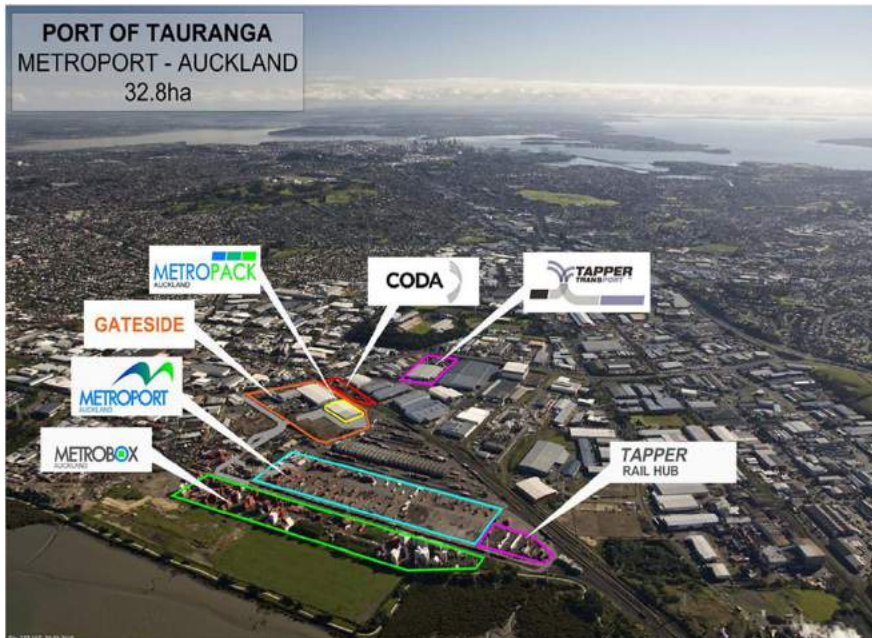 PORT OF TAURANGA
METROPORT - AUCKLAND
32.8ha
METROPACK
AUCKLAND
CODA
TAPPER
TRANSPORT
GATESIDE
METROPORT
AUCKLAND
METROBOX
AUCKLAND
TAPPER
RAIL HUB